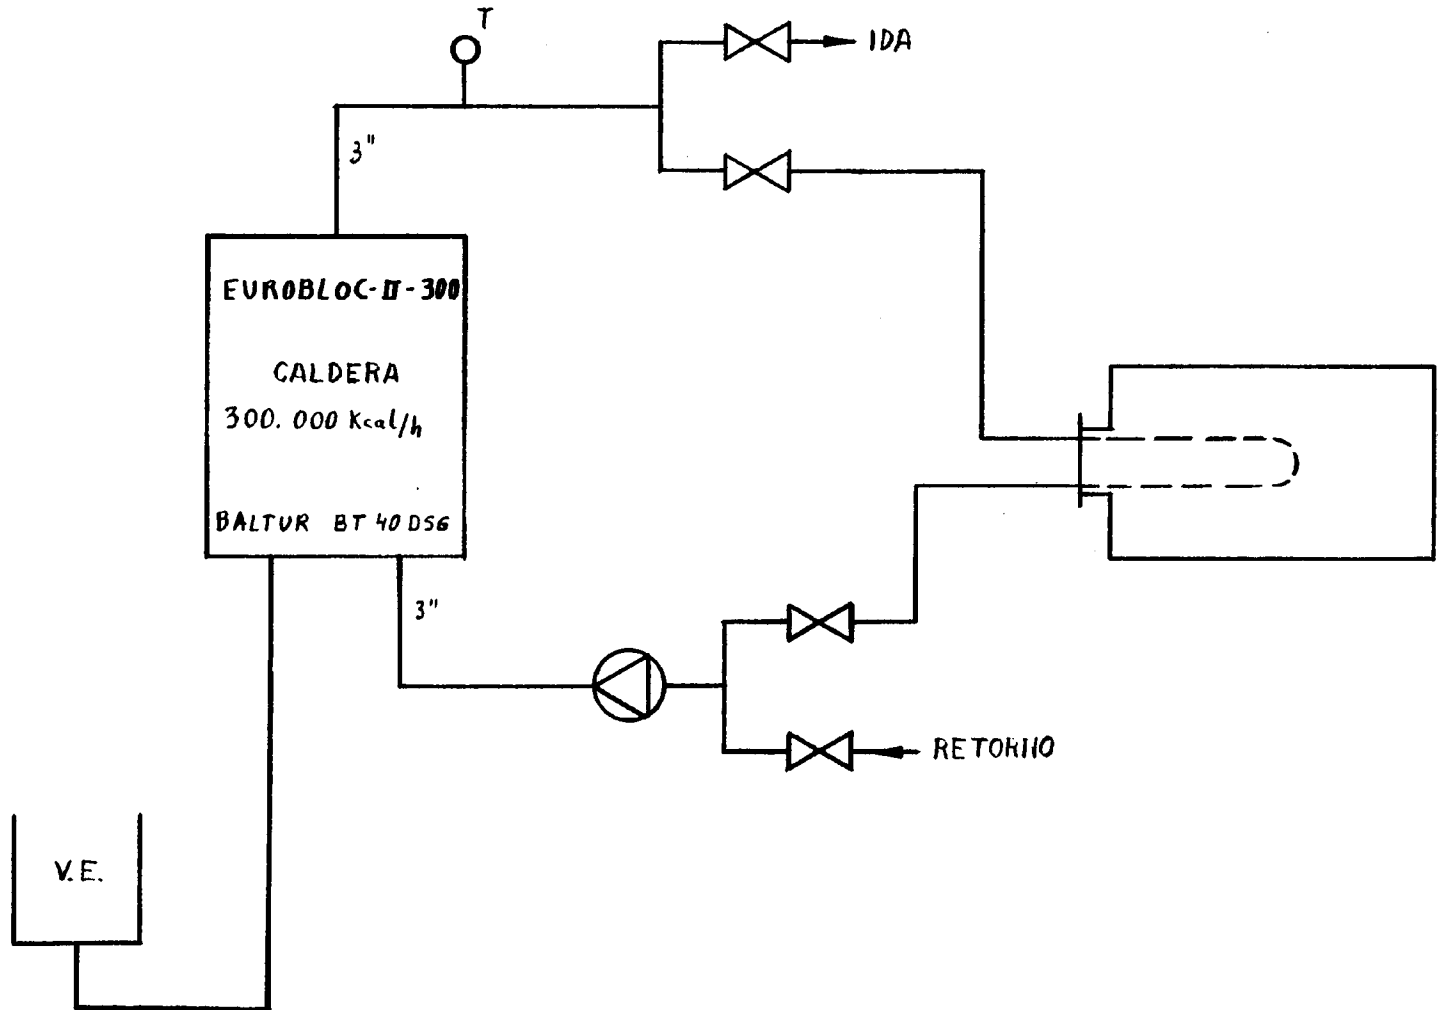 T
IDA
3"
EUROBLOC-II-300
CALDERA
300.000 Kcal/h
BALTUR BT 40 DSG
3"
RETORNO
V.E.